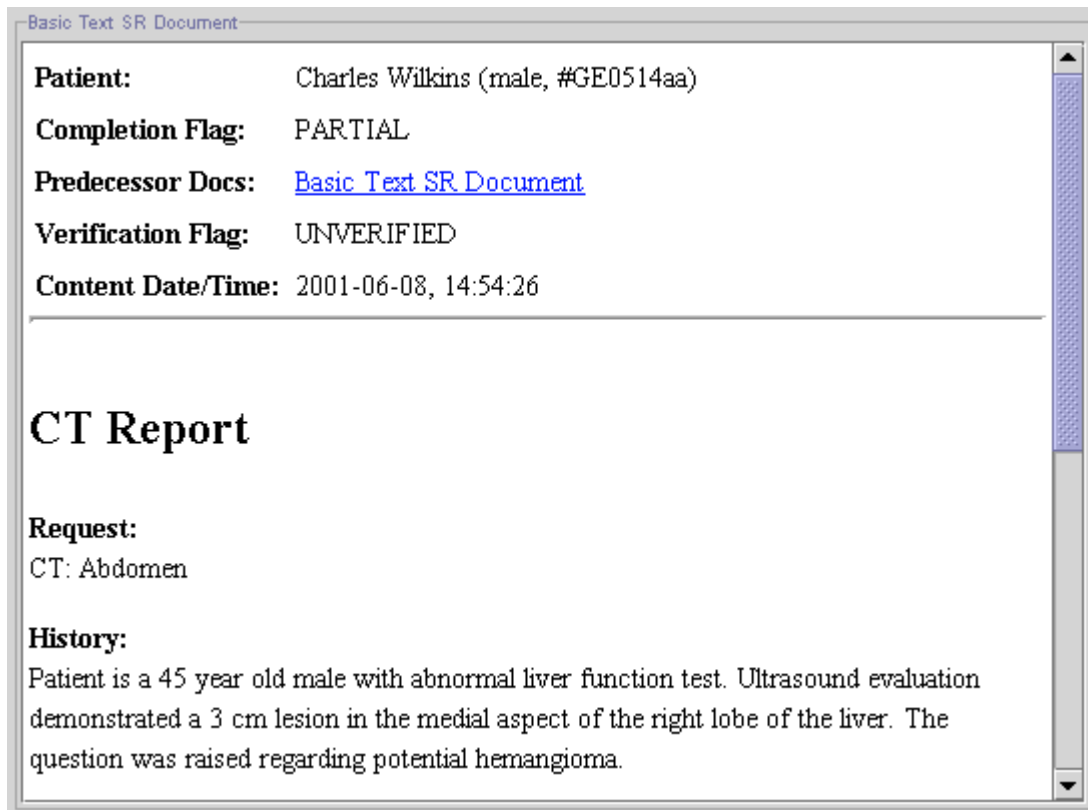 Basic Text SR Document
Patient: Charles Wilkins (male, #GE0514aa)
Completion Flag: PARTIAL
Predecessor Docs: Basic Text SR Document
Verification Flag: UNVERIFIED
Content Date/Time: 2001-06-08, 14:54:26
CT Report
Request:
CT: Abdomen
History:
Patient is a 45 year old male with abnormal liver function test. Ultrasound evaluation
demonstrated a 3 cm lesion in the medial aspect of the right lobe of the liver. The
question was raised regarding potential hemangioma.